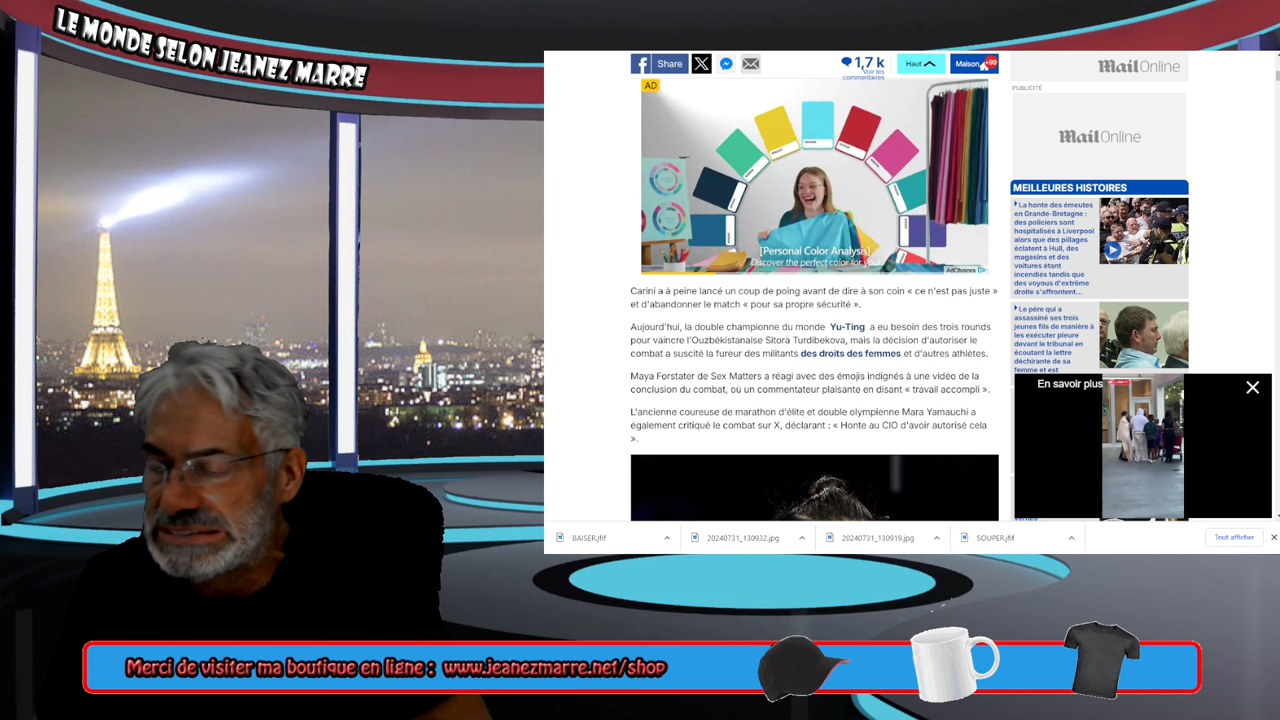 LE MONDE SELON JEANEZ MARRE
Share
1,7 k
Voir les
commentaires
Haut
Maison
+99
AD
[Personal Color Analysis]
Discover the perfect color for you!
AdChoices
Carini a à peine lancé un coup de poing avant de dire à son coin « ce n'est pas juste »
et d'abandonner le match « pour sa propre sécurité ».
Aujourd'hui, la double championne du monde Yu-Ting a eu besoin des trois rounds
pour vaincre l'Ouzbékistanaise Sitora Turdibekova, mais la décision d'autoriser le
combat a suscité la fureur des militants des droits des femmes et d'autres athlètes.
Maya Forstater de Sex Matters a réagi avec des émojis indignés à une vidéo de la
conclusion du combat, où un commentateur plaisante en disant « travail accompli ».
L'ancienne coureuse de marathon d'élite et double olympienne Mara Yamauchi a
également critiqué le combat sur X, déclarant : « Honte au CIO d'avoir autorisé cela
».
Mail Online
PUBLICITÉ
Mail Online
MEILLEURES HISTOIRES
La honte des émeutes
en Grande-Bretagne :
des policiers sont
hospitalisés à Liverpool
alors que des pillages
éclatent à Hull, des
magasins et des
voitures étant
incendiés tandis que
des voyous d'extrême
droite s'affrontent...
Le père qui a
assassiné ses trois
jeunes fils de manière à
les exécuter pleure
devant le tribunal en
écoutant la lettre
déchirante de sa
femme et est
En savoir plus
BAISER.jfif
20240731_130932.jpg
20240731_130919.jpg
SOUPER.jfif
Tout afficher
Merci de visiter ma boutique en ligne : www.jeanezmarre.net/shop